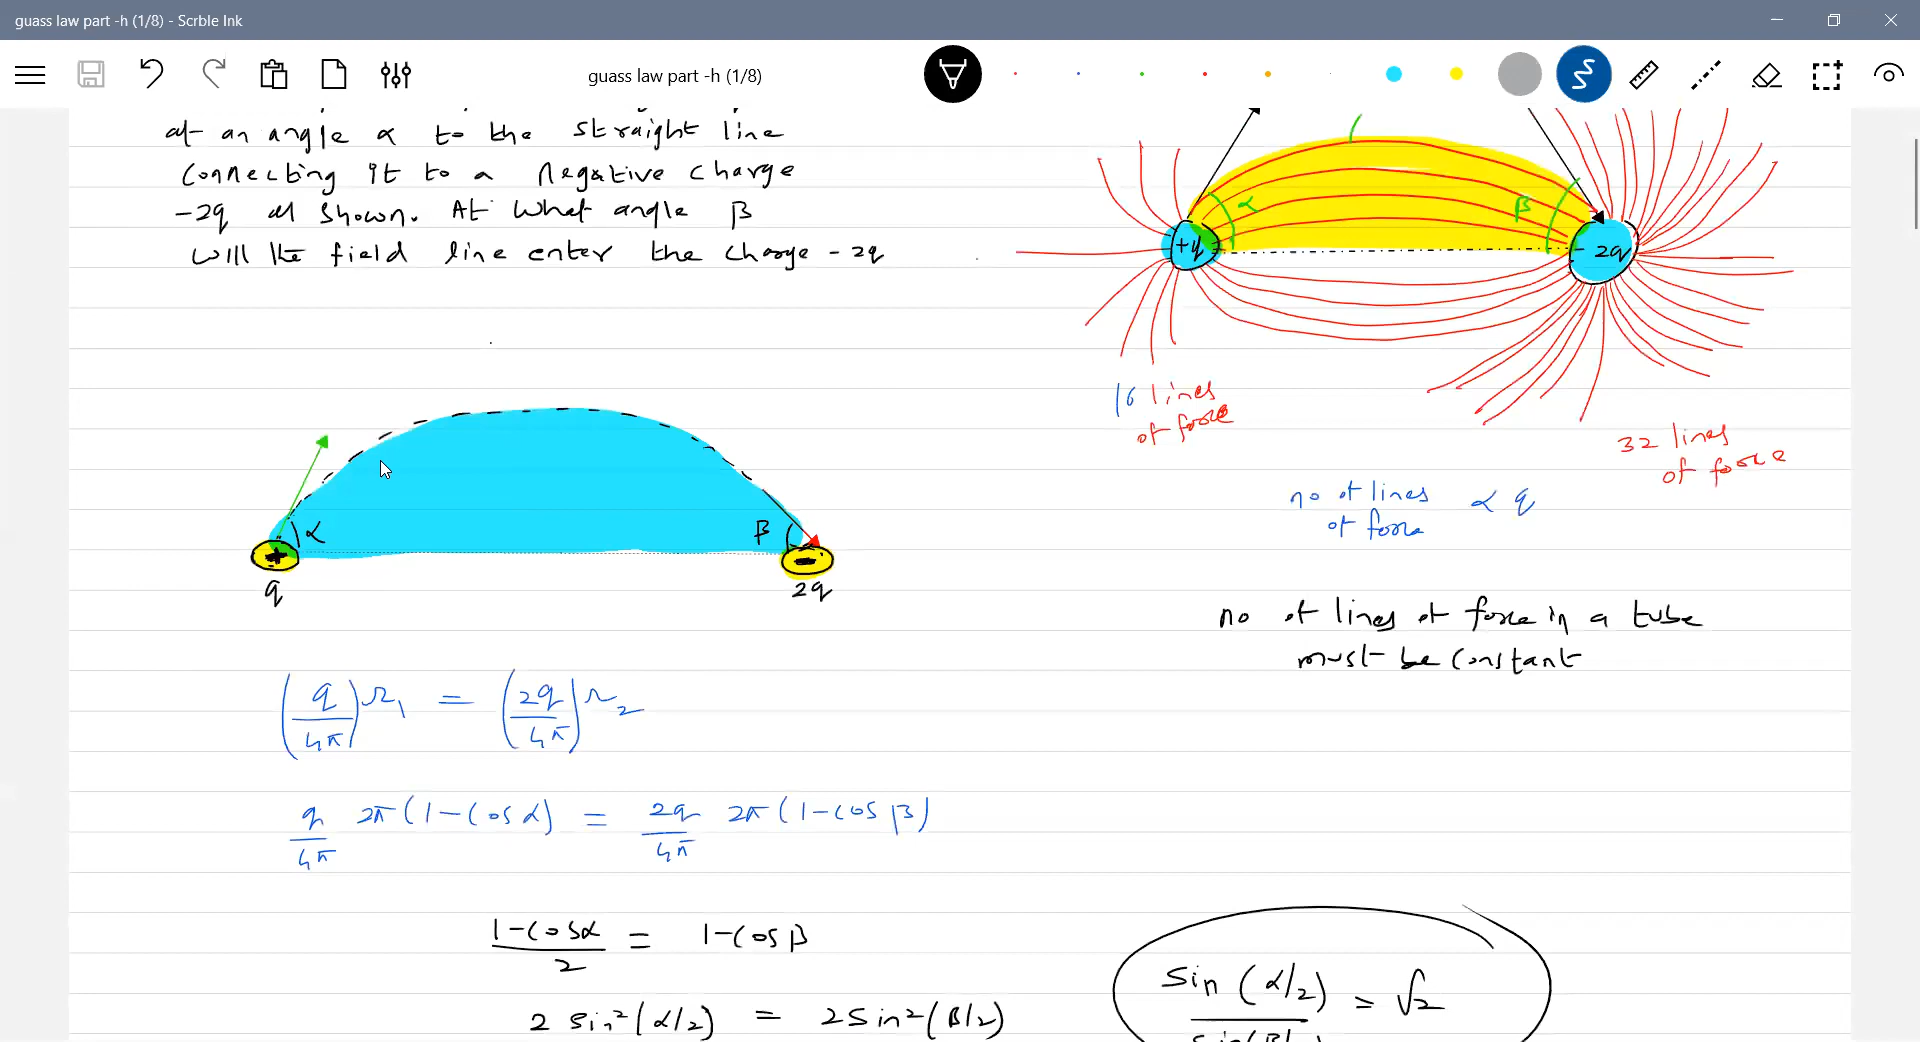 guass law part -h (1/8) - Scrble Ink
guass law part -h (1/8)
at an angle α to the straight line
connecting it to a negative charge
-2q as shown. At what angle β
will the field line enter the charge -2q
α
β
+q
- 2q
16 lines
of force
32 lines
of force
no of lines
of force α q
α
β
q
2q
no of lines of force in a tube
must be constant
(q/4π) Ω₁ = (2q/4π) Ω₂
q/4π 2π(1-cos α) = 2q/4π 2π(1-cos β)
1-cosα/2 = 1-cosβ
2 sin²(α/2) = 2 sin²(β/2)
sin (α/2) / sin(β/2) = √2